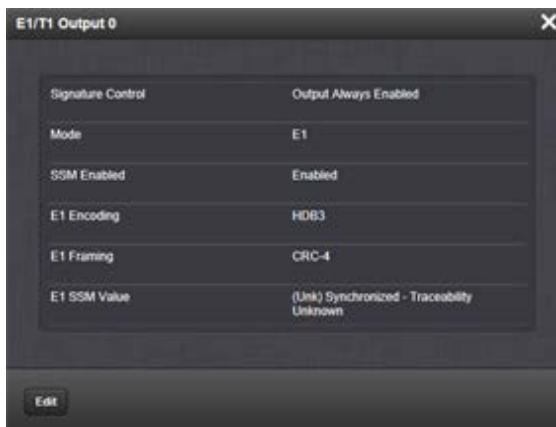 E1/T1 Output 0
Signature Control Output Always Enabled
Mode E1
SSM Enabled Enabled
E1 Encoding HDB3
E1 Framing CRC-4
E1 SSM Value (Unk) Synchronized - Traceability
Unknown
Edit